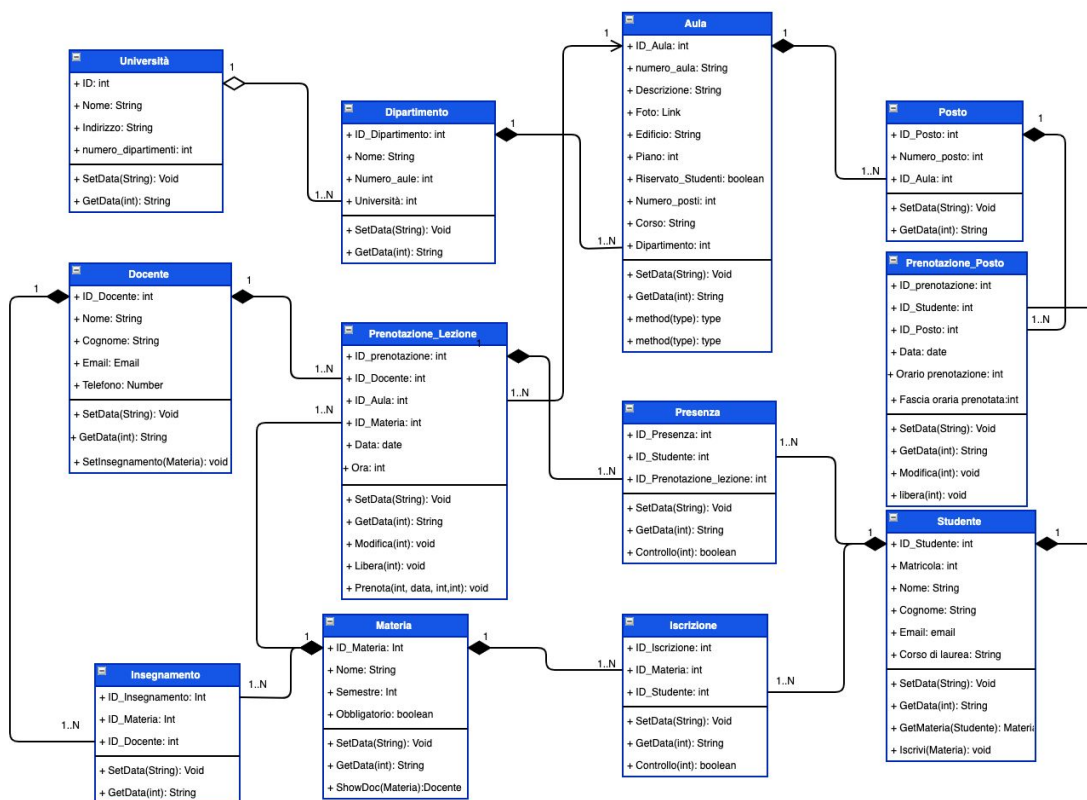 Università
+ ID: int
+ Nome: String
+ Indirizzo: String
+ numero_dipartimenti: int
+ SetData(String): Void
+ GetData(int): String
1
1..N
Dipartimento
+ ID_Dipartimento: int
+ Nome: String
+ Numero_aule: int
+ Università: int
+ SetData(String): Void
+ GetData(int): String
1
1..N
Aula
+ ID_Aula: int
+ numero_aula: String
+ Descrizione: String
+ Foto: Link
+ Edificio: String
+ Piano: int
+ Riservato_Studenti: boolean
+ Numero_posti: int
+ Corso: String
+ Dipartimento: int
+ SetData(String): Void
+ GetData(int): String
+ method(type): type
+ method(type): type
1
1
1..N
Posto
+ ID_Posto: int
+ Numero_posto: int
+ ID_Aula: int
+ SetData(String): Void
+ GetData(int): String
1
1..N
Prenotazione_Posto
+ ID_prenotazione: int
+ ID_Studente: int
+ ID_Posto: int
+ Data: date
+ Orario prenotazione: int
+ Fascia oraria prenotata:int
+ SetData(String): Void
+ GetData(int): String
+ Modifica(int): void
+ libera(int): void
Docente
+ ID_Docente: int
+ Nome: String
+ Cognome: String
+ Email: Email
+ Telefono: Number
+ SetData(String): Void
+ GetData(int): String
+ SetInsegnamento(Materia): void
1
1
1..N
1..N
Prenotazione_Lezione
+ ID_prenotazione: int
+ ID_Docente: int
+ ID_Aula: int
+ ID_Materia: int
+ Data: date
+ Ora: int
+ SetData(String): Void
+ GetData(int): String
+ Modifica(int): void
+ Libera(int): void
+ Prenota(int, data, int,int): void
1
1..N
1..N
Presenza
+ ID_Presenza: int
+ ID_Studente: int
+ ID_Prenotazione_lezione: int
+ SetData(String): Void
+ GetData(int): String
+ Controllo(int): boolean
1..N
1
Studente
+ ID_Studente: int
+ Matricola: int
+ Nome: String
+ Cognome: String
+ Email: email
+ Corso di laurea: String
+ SetData(String): Void
+ GetData(int): String
+ GetMateria(Studente): Materia
+ Iscrivi(Materia): void
1
Insegnamento
+ ID_Insegnamento: Int
+ ID_Materia: Int
+ ID_Docente: int
+ SetData(String): Void
+ GetData(int): String
1..N
1..N
Materia
+ ID_Materia: Int
+ Nome: String
+ Semestre: Int
+ Obbligatorio: boolean
+ SetData(String): Void
+ GetData(int): String
+ ShowDoc(Materia):Docente
1
1
1..N
Iscrizione
+ ID_Iscrizione: int
+ ID_Materia: int
+ ID_Studente: int
+ SetData(String): Void
+ GetData(int): String
+ Controllo(int): boolean
1..N